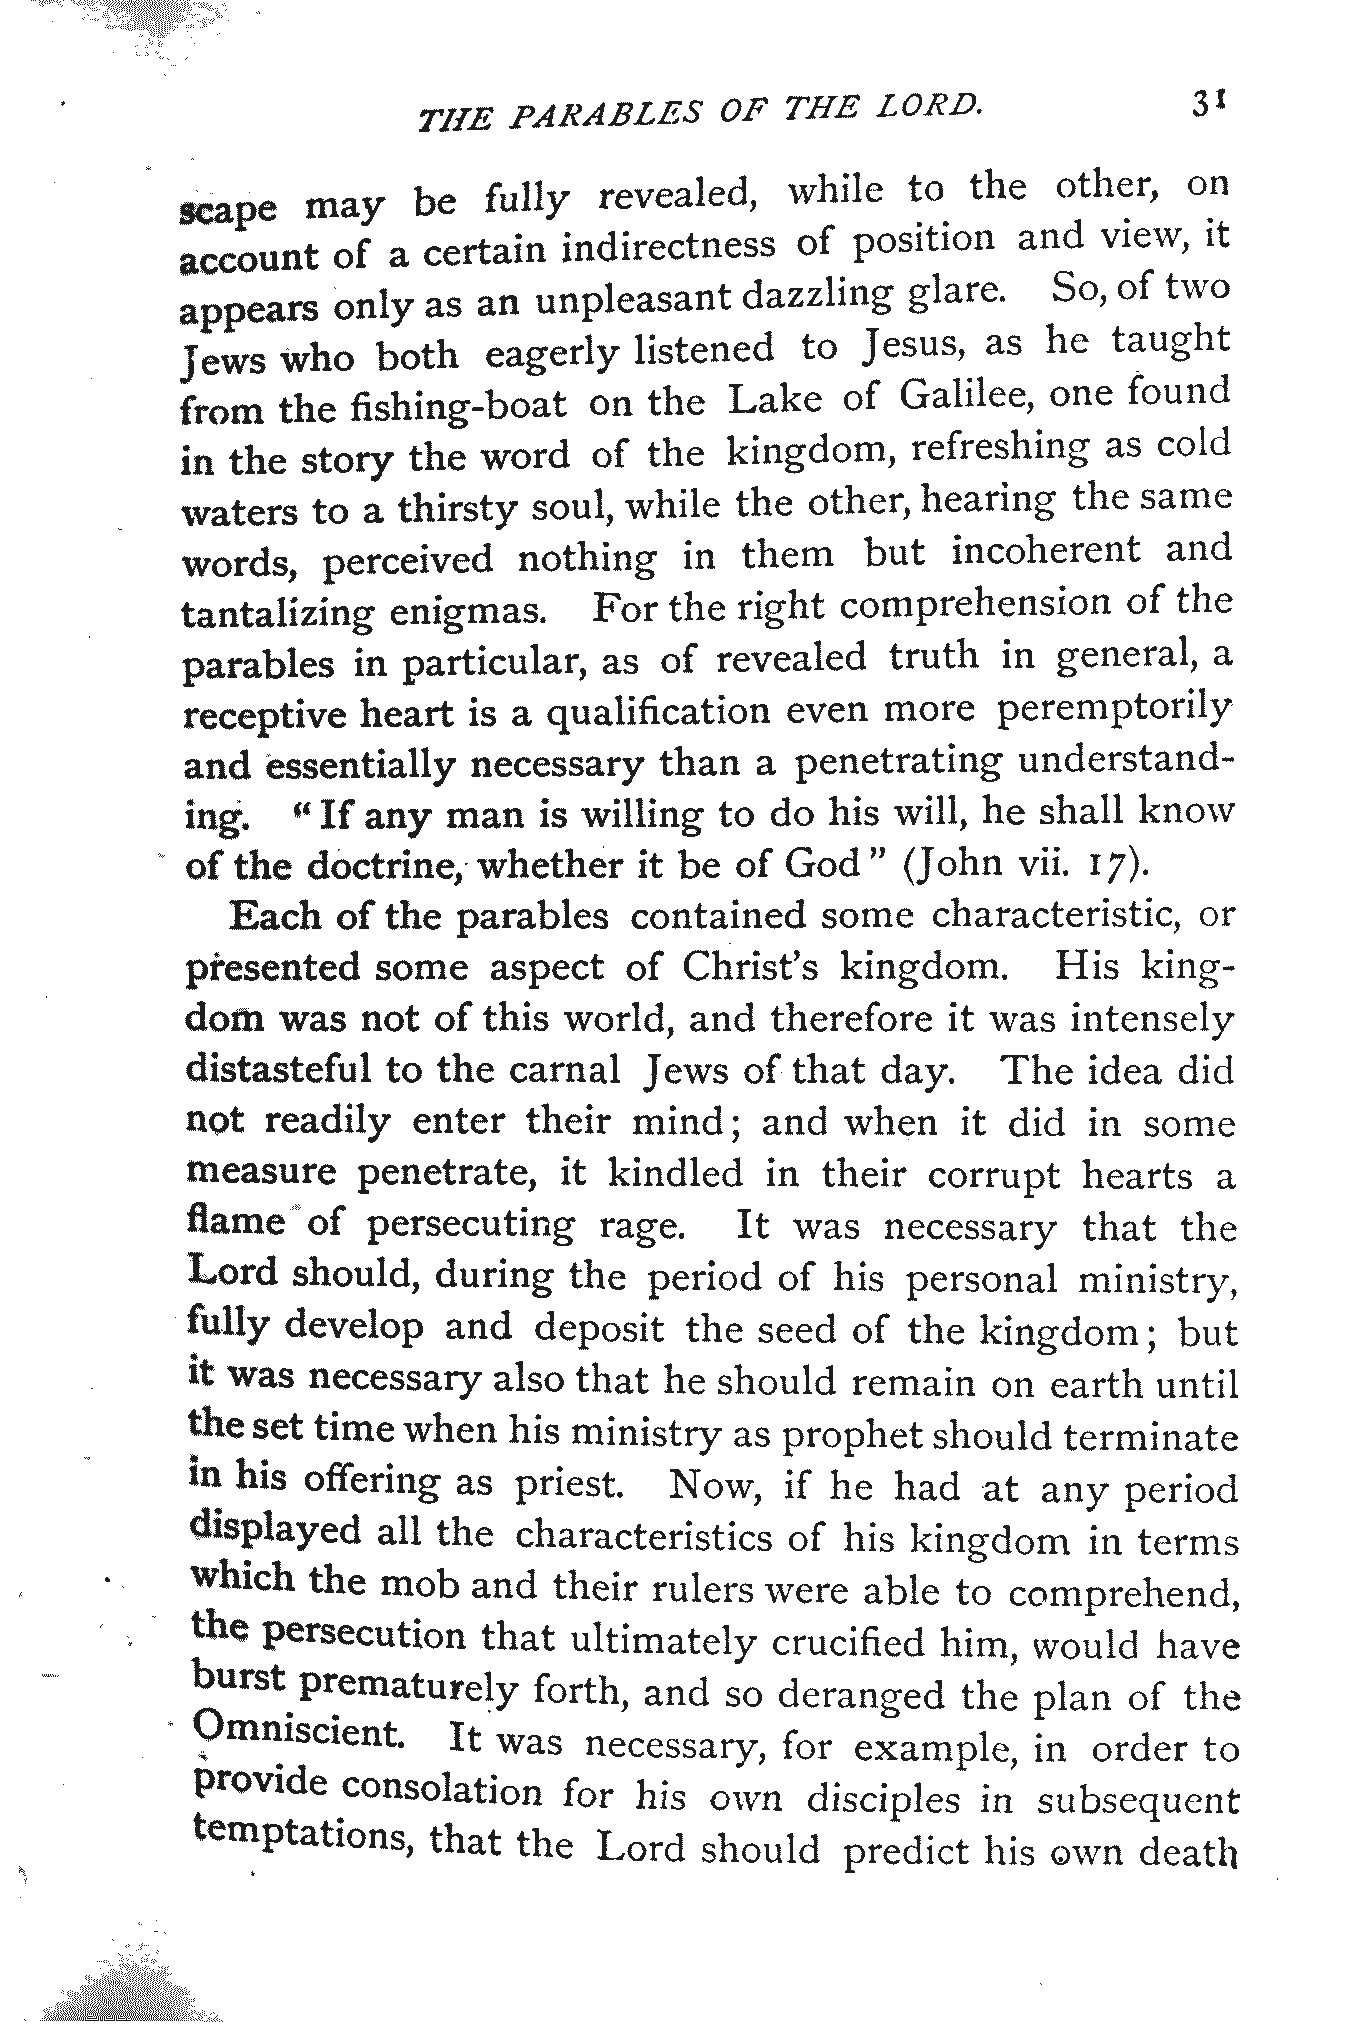 THE PARABLES OF THE LORD. 31
scape may be fully revealed, while to the other, on
account of a certain indirectness of position and view, it
appears only as an unpleasant dazzling glare. So, of two
Jews who both eagerly listened to Jesus, as he taught
from the fishing-boat on the Lake of Galilee, one found
in the story the word of the kingdom, refreshing as cold
waters to a thirsty soul, while the other, hearing the same
words, perceived nothing in them but incoherent and
tantalizing enigmas. For the right comprehension of the
parables in particular, as of revealed truth in general, a
receptive heart is a qualification even more peremptorily
and essentially necessary than a penetrating understand-
ing. “If any man is willing to do his will, he shall know
of the doctrine, whether it be of God” (John vii. 17).
Each of the parables contained some characteristic, or
presented some aspect of Christ's kingdom. His king-
dom was not of this world, and therefore it was intensely
distasteful to the carnal Jews of that day. The idea did
not readily enter their mind; and when it did in some
measure penetrate, it kindled in their corrupt hearts a
flame of persecuting rage. It was necessary that the
Lord should, during the period of his personal ministry,
fully develop and deposit the seed of the kingdom; but
it was necessary also that he should remain on earth until
the set time when his ministry as prophet should terminate
in his offering as priest. Now, if he had at any period
displayed all the characteristics of his kingdom in terms
which the mob and their rulers were able to comprehend,
the persecution that ultimately crucified him, would have
burst prematurely forth, and so deranged the plan of the
Omniscient. It was necessary, for example, in order to
provide consolation for his own disciples in subsequent
temptations, that the Lord should predict his own death